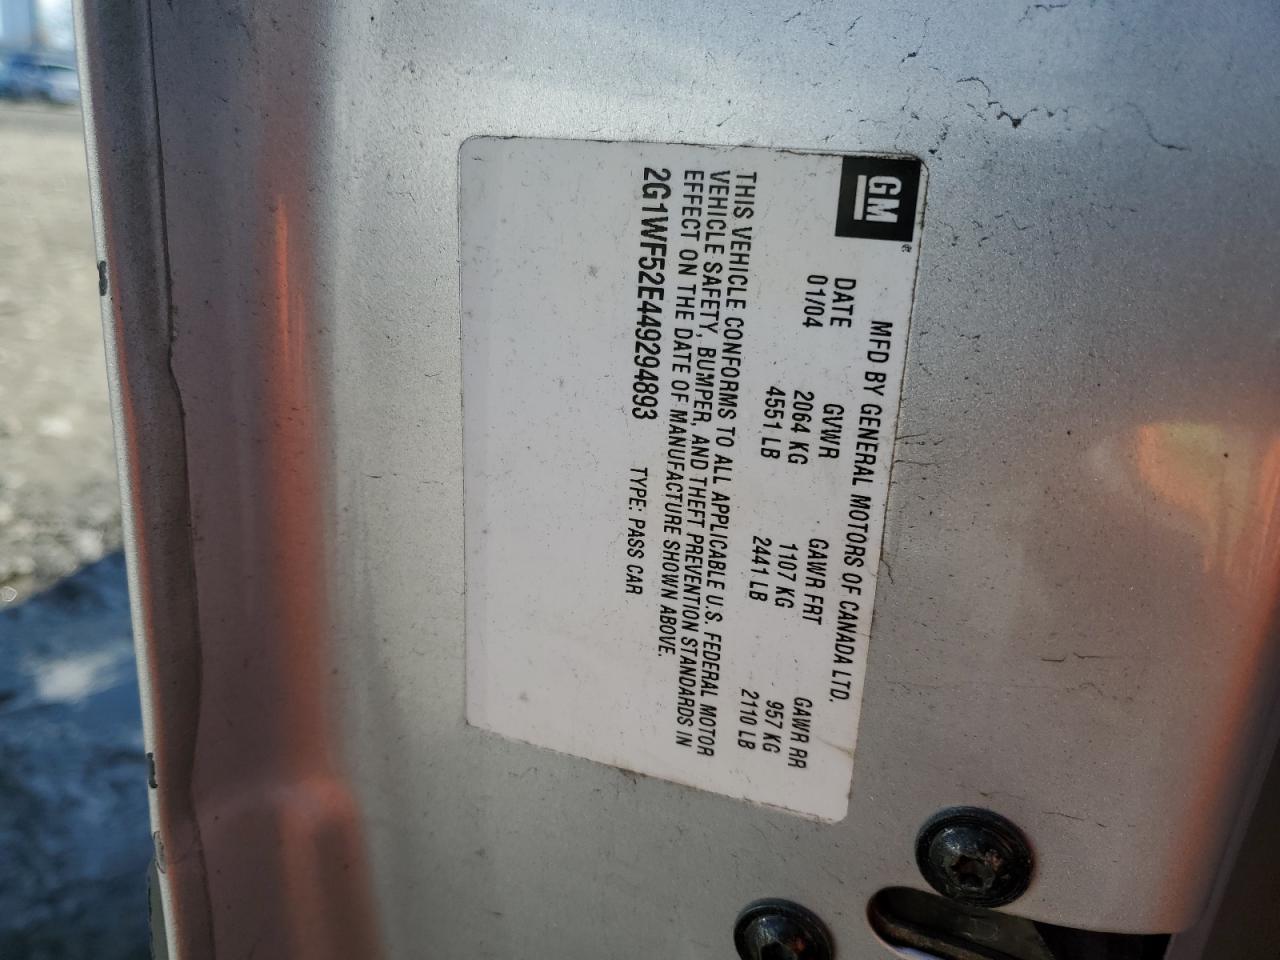 GM
MFD BY GENERAL MOTORS OF CANADA LTD.
DATE GVWR GAWR FRT GAWR RR
01/04 2064 KG 1107 KG 957 KG
4551 LB 2441 LB 2110 LB
THIS VEHICLE CONFORMS TO ALL APPLICABLE U.S. FEDERAL MOTOR
VEHICLE SAFETY, BUMPER, AND THEFT PREVENTION STANDARDS IN
EFFECT ON THE DATE OF MANUFACTURE SHOWN ABOVE.
2G1WF52E449294893 TYPE: PASS CAR